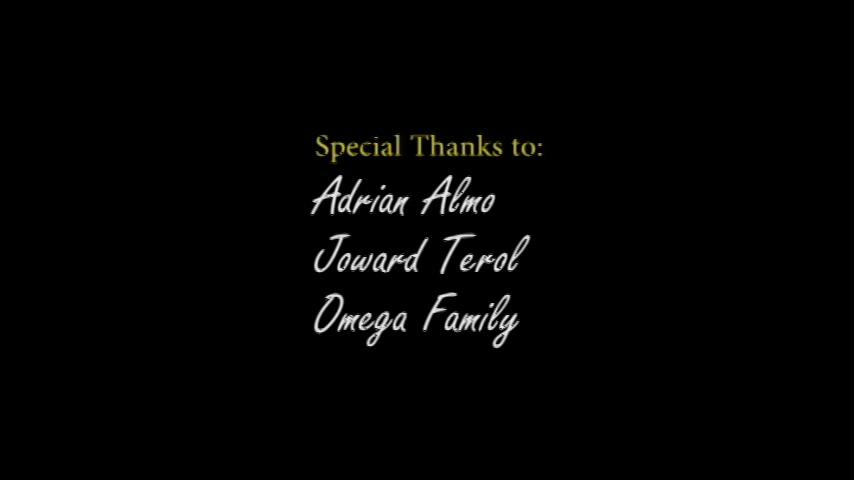 Special Thanks to:
Adrian Almo
Joward Terol
Omega Family